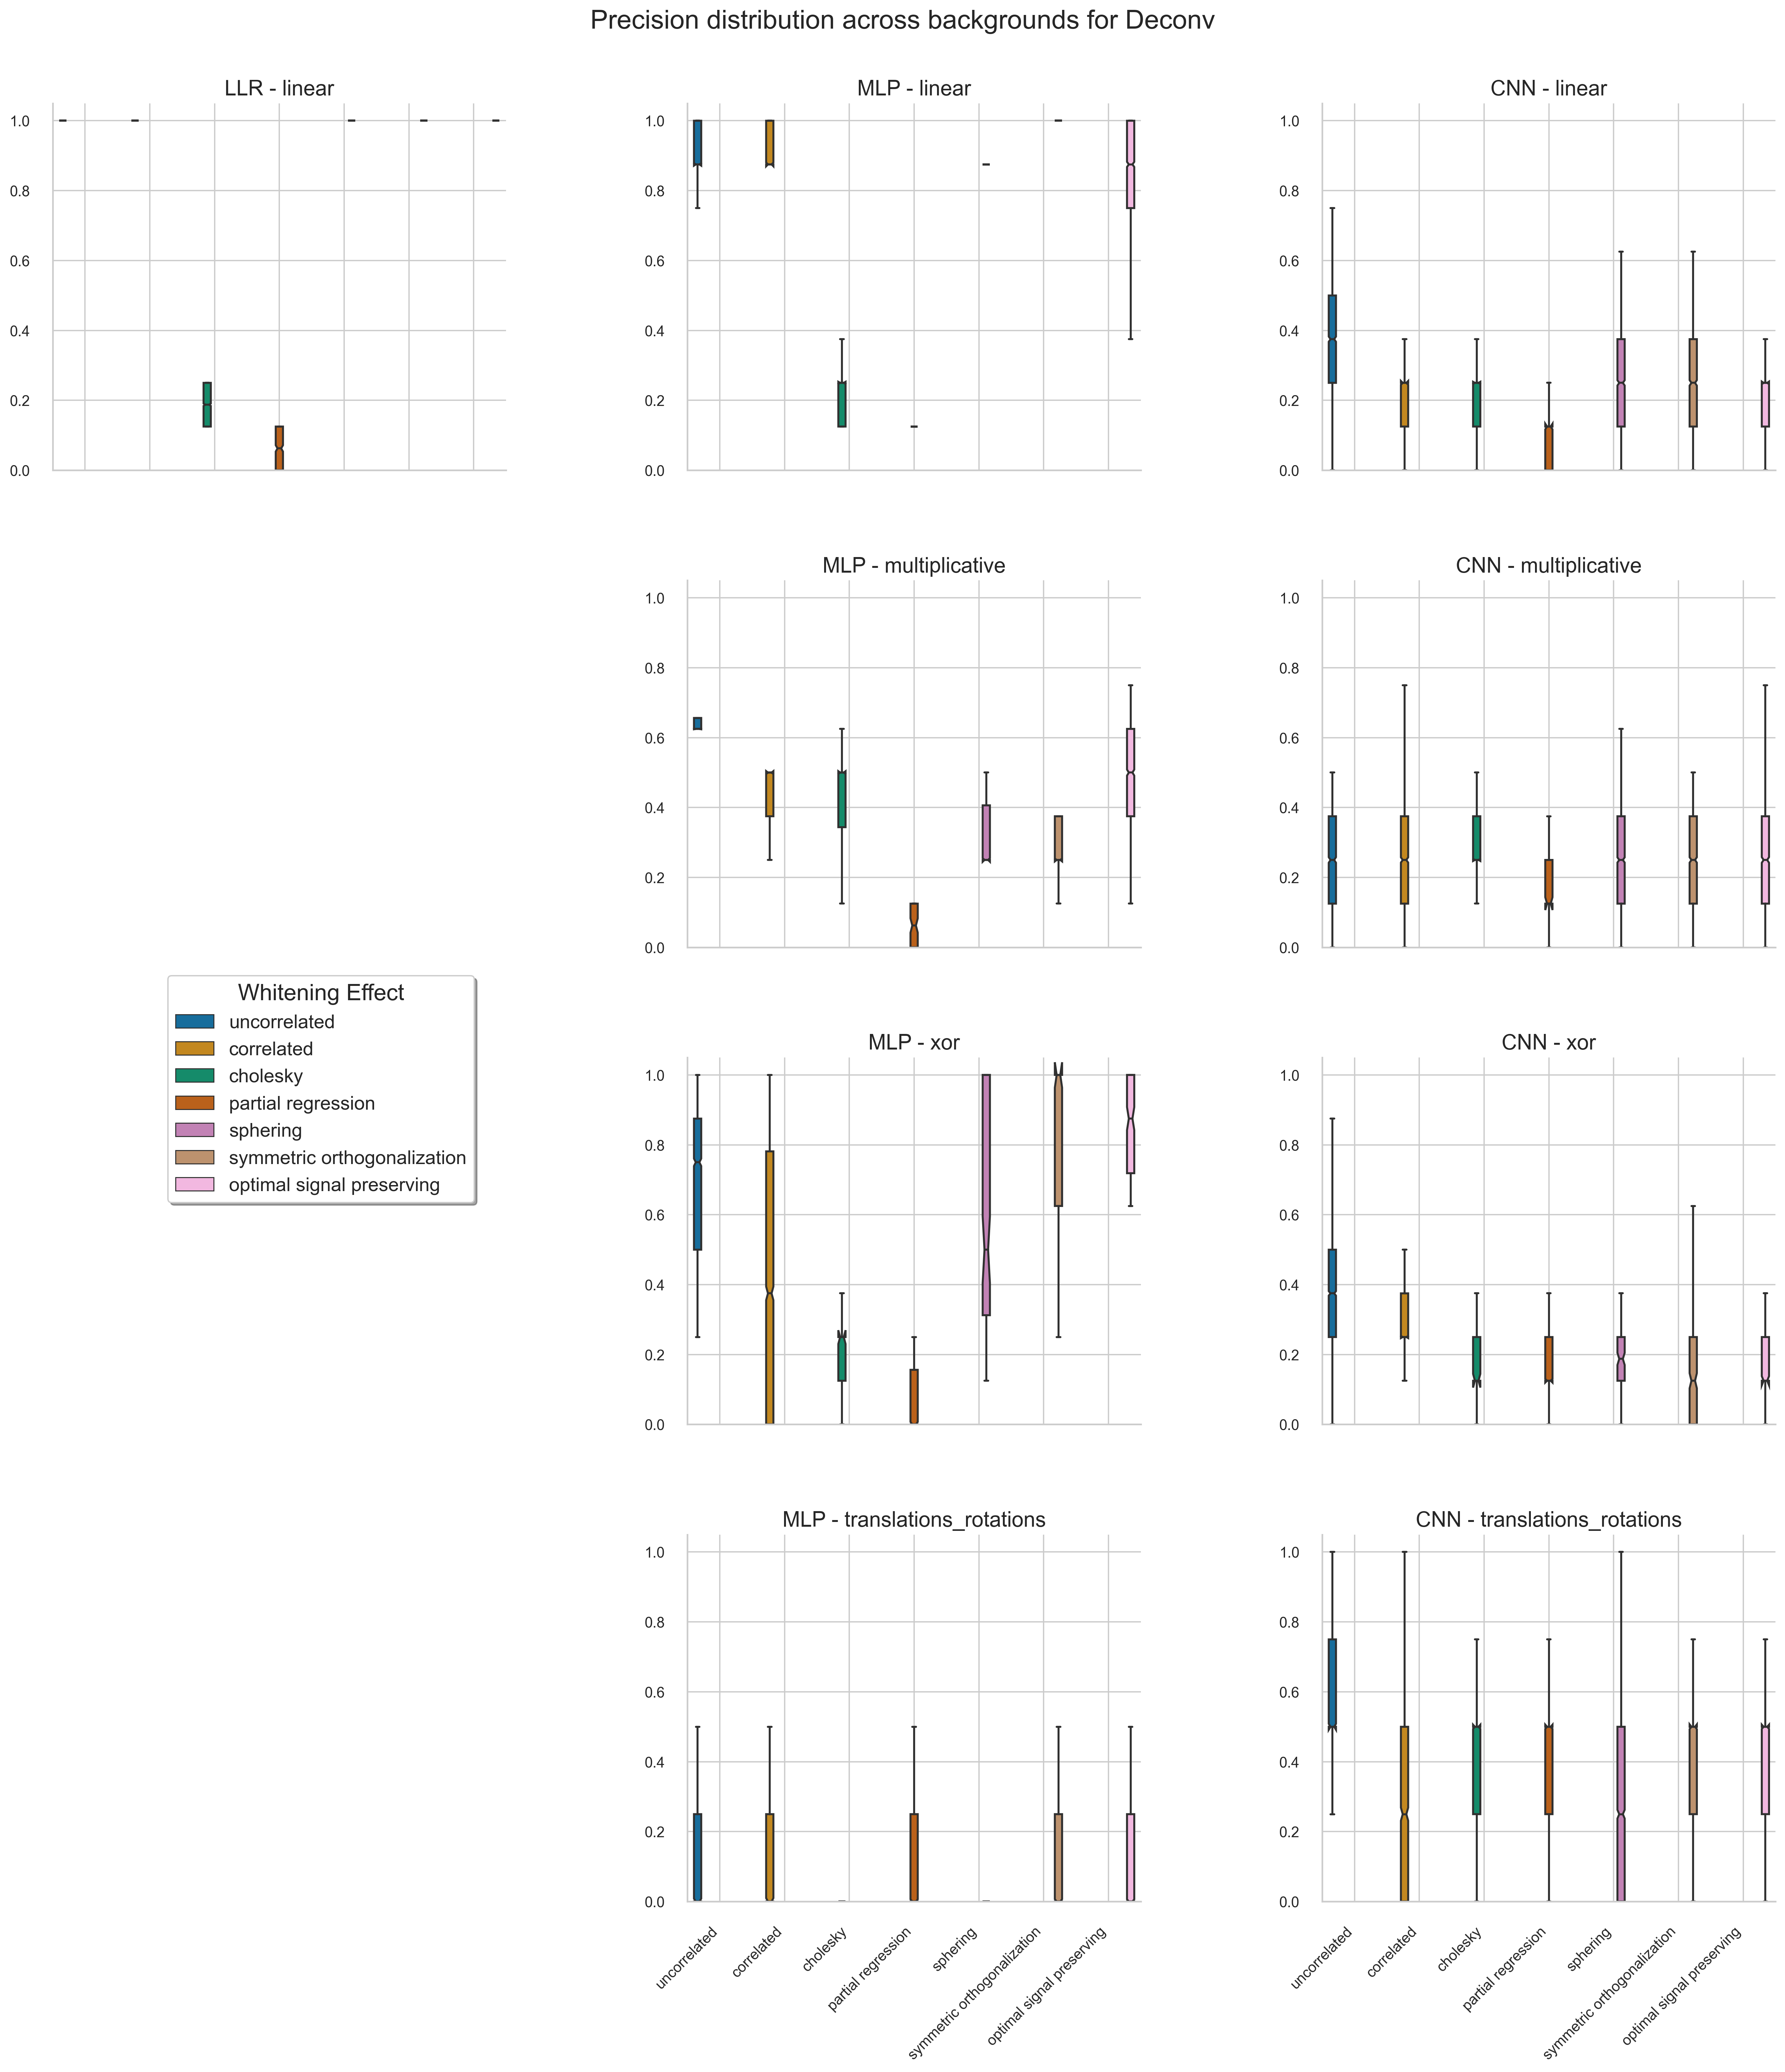 Precision distribution across backgrounds for Deconv
LLR - linear
MLP - linear
CNN - linear
1.0
0.8
0.6
0.4
0.2
0.0
1.0
0.8
0.6
0.4
0.2
0.0
1.0
0.8
0.6
0.4
0.2
0.0
MLP - multiplicative
CNN - multiplicative
1.0
0.8
0.6
0.4
0.2
0.0
1.0
0.8
0.6
0.4
0.2
0.0
Whitening Effect
uncorrelated
correlated
cholesky
partial regression
sphering
symmetric orthogonalization
optimal signal preserving
MLP - xor
CNN - xor
1.0
0.8
0.6
0.4
0.2
0.0
1.0
0.8
0.6
0.4
0.2
0.0
MLP - translations_rotations
CNN - translations_rotations
1.0
0.8
0.6
0.4
0.2
0.0
1.0
0.8
0.6
0.4
0.2
0.0
uncorrelated
correlated
cholesky
partial regression
sphering
symmetric orthogonalization
optimal signal preserving
uncorrelated
correlated
cholesky
partial regression
sphering
symmetric orthogonalization
optimal signal preserving